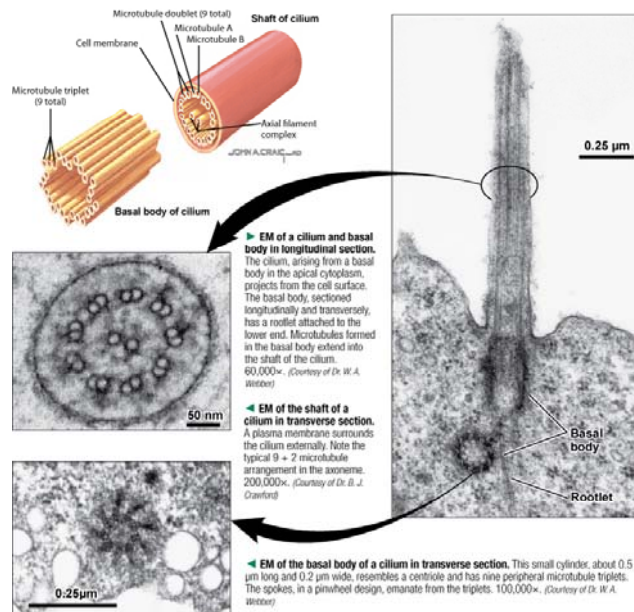 Microtubule doublet (9 total)
Microtubule A
Microtubule B
Shaft of cilium
Cell membrane
Microtubule triplet
(9 total)
Axial filament
complex
JOHN A. CRAIG AD
Basal body of cilium
0.25 μm
► EM of a cilium and basal
body in longitudinal section.
The cilium, arising from a basal
body in the apical cytoplasm,
projects from the cell surface.
The basal body, sectioned
longitudinally and transversely,
has a rootlet attached to the
lower end. Microtubules formed
in the basal body extend into
the shaft of the cilium.
60,000×. (Courtesy of Dr. W. A.
Webber)
50 nm
◄ EM of the shaft of a
cilium in transverse section.
A plasma membrane surrounds
the cilium externally. Note the
typical 9 + 2 microtubule
arrangement in the axoneme.
200,000×. (Courtesy of Dr. B. J.
Crawford)
Basal
body
Rootlet
0.25μm
◄ EM of the basal body of a cilium in transverse section. This small cylinder, about 0.5
μm long and 0.2 μm wide, resembles a centriole and has nine peripheral microtubule triplets.
The spokes, in a pinwheel design, emanate from the triplets. 100,000×. (Courtesy of Dr. W. A.
Webber)